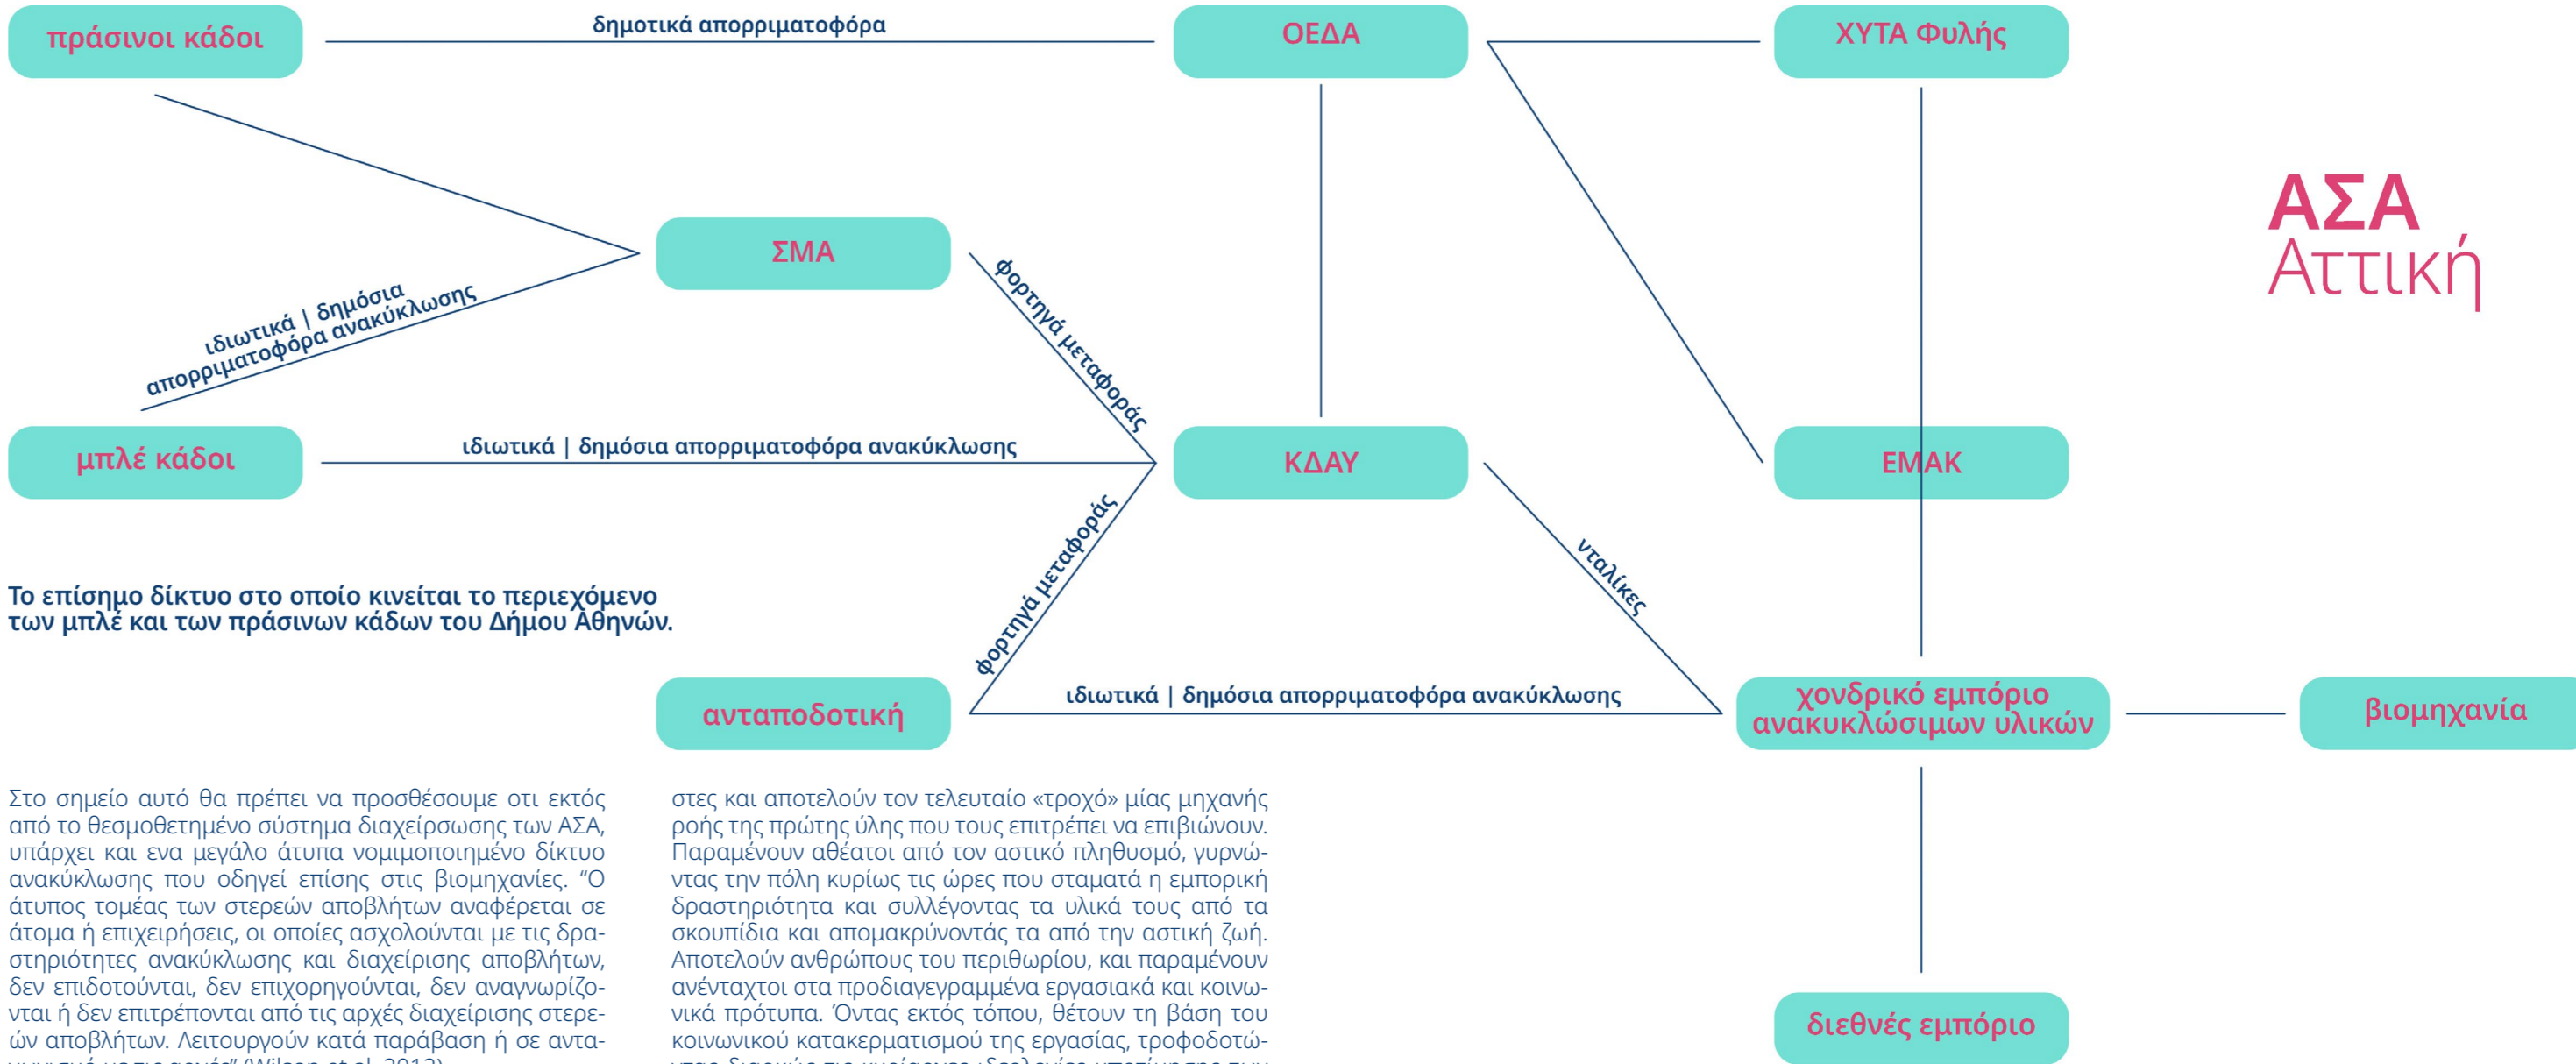 πράσινοι κάδοι
δημοτικά απορριματοφόρα
ΟΕΔΑ
ΧΥΤΑ Φυλής
ΑΣΑ
Αττική
ΣΜΑ
ιδιωτικά | δημόσια
απορριματοφόρα ανακύκλωσης
φορτηγά μεταφοράς
μπλέ κάδοι
ιδιωτικά | δημόσια απορριματοφόρα ανακύκλωσης
ΚΔΑΥ
ΕΜΑΚ
φορτηγά μεταφοράς
νταλίκες
Το επίσημο δίκτυο στο οποίο κινείται το περιεχόμενο
των μπλέ και των πράσινων κάδων του Δήμου Αθηνών.
ανταποδοτική
ιδιωτικά | δημόσια απορριματοφόρα ανακύκλωσης
χονδρικό εμπόριο
ανακυκλώσιμων υλικών
βιομηχανία
Στο σημείο αυτό θα πρέπει να προσθέσουμε οτι εκτός
από το θεσμοθετημένο σύστημα διαχείρσωσης των ΑΣΑ,
υπάρχει και ενα μεγάλο άτυπα νομιμοποιημένο δίκτυο
ανακύκλωσης που οδηγεί επίσης στις βιομηχανίες. “Ο
άτυπος τομέας των στερεών αποβλήτων αναφέρεται σε
άτομα ή επιχειρήσεις, οι οποίες ασχολούνται με τις δρα-
στηριότητες ανακύκλωσης και διαχείρισης αποβλήτων,
δεν επιδοτούνται, δεν επιχορηγούνται, δεν αναγνωρίζο-
νται ή δεν επιτρέπονται από τις αρχές διαχείρισης στερε-
ών αποβλήτων. Λειτουργούν κατά παράβαση ή σε αντα-
στες και αποτελούν τον τελευταίο «τροχό» μίας μηχανής
ροής της πρώτης ύλης που τους επιτρέπει να επιβιώνουν.
Παραμένουν αθέατοι από τον αστικό πληθυσμό, γυρνώ-
ντας την πόλη κυρίως τις ώρες που σταματά η εμπορική
δραστηριότητα και συλλέγοντας τα υλικά τους από τα
σκουπίδια και απομακρύνοντάς τα από την αστική ζωή.
Αποτελούν ανθρώπους του περιθωρίου, και παραμένουν
ανένταχτοι στα προδιαγεγραμμένα εργασιακά και κοινω-
νικά πρότυπα. Όντας εκτός τόπου, θέτουν τη βάση του
κοινωνικού κατακερματισμού της εργασίας, τροφοδοτώ-
διεθνές εμπόριο